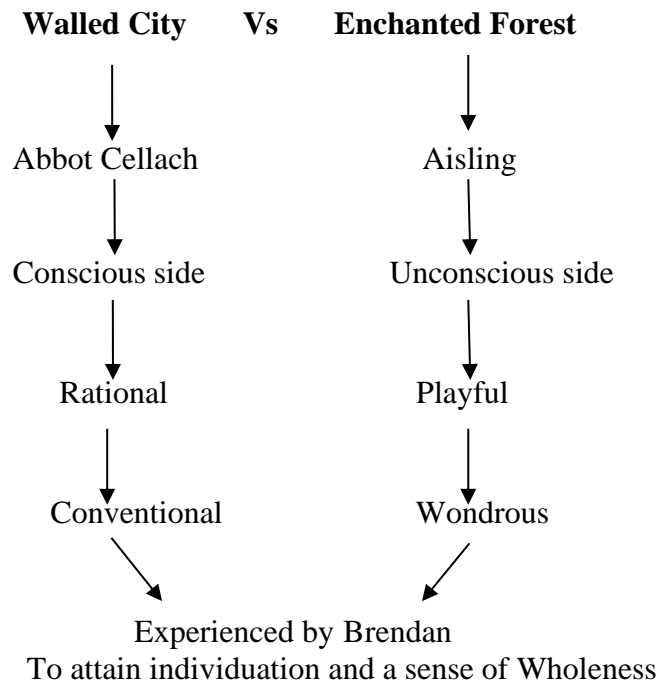 Walled City Vs Enchanted Forest
Abbot Cellach Aisling
Conscious side Unconscious side
Rational Playful
Conventional Wondrous
Experienced by Brendan
To attain individuation and a sense of Wholeness